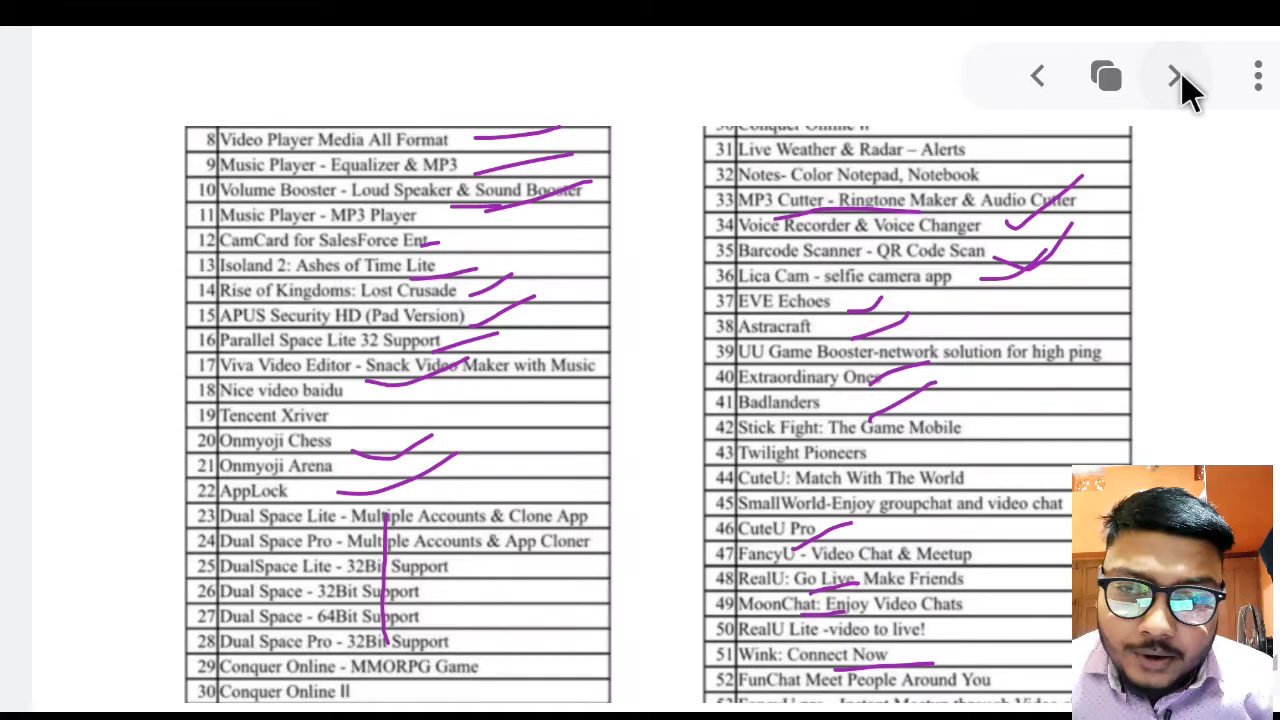 8 Video Player Media All Format
9 Music Player - Equalizer & MP3
10 Volume Booster - Loud Speaker & Sound Booster
11 Music Player - MP3 Player
12 CamCard for SalesForce Ent
13 Isoland 2: Ashes of Time Lite
14 Rise of Kingdoms: Lost Crusade
15 APUS Security HD (Pad Version)
16 Parallel Space Lite 32 Support
17 Viva Video Editor - Snack Video Maker with Music
18 Nice video baidu
19 Tencent Xriver
20 Onmyoji Chess
21 Onmyoji Arena
22 AppLock
23 Dual Space Lite - Multiple Accounts & Clone App
24 Dual Space Pro - Multiple Accounts & App Cloner
25 DualSpace Lite - 32Bit Support
26 Dual Space - 32Bit Support
27 Dual Space - 64Bit Support
28 Dual Space Pro - 32Bit Support
29 Conquer Online - MMORPG Game
30 Conquer Online II
30 Conquer Online II
31 Live Weather & Radar – Alerts
32 Notes- Color Notepad, Notebook
33 MP3 Cutter - Ringtone Maker & Audio Cutter
34 Voice Recorder & Voice Changer
35 Barcode Scanner - QR Code Scan
36 Lica Cam - selfie camera app
37 EVE Echoes
38 Astracraft
39 UU Game Booster-network solution for high ping
40 Extraordinary Ones
41 Badlanders
42 Stick Fight: The Game Mobile
43 Twilight Pioneers
44 CuteU: Match With The World
45 SmallWorld-Enjoy groupchat and video chat
46 CuteU Pro
47 FancyU - Video Chat & Meetup
48 RealU: Go Live, Make Friends
49 MoonChat: Enjoy Video Chats
50 RealU Lite -video to live!
51 Wink: Connect Now
52 FunChat Meet People Around You